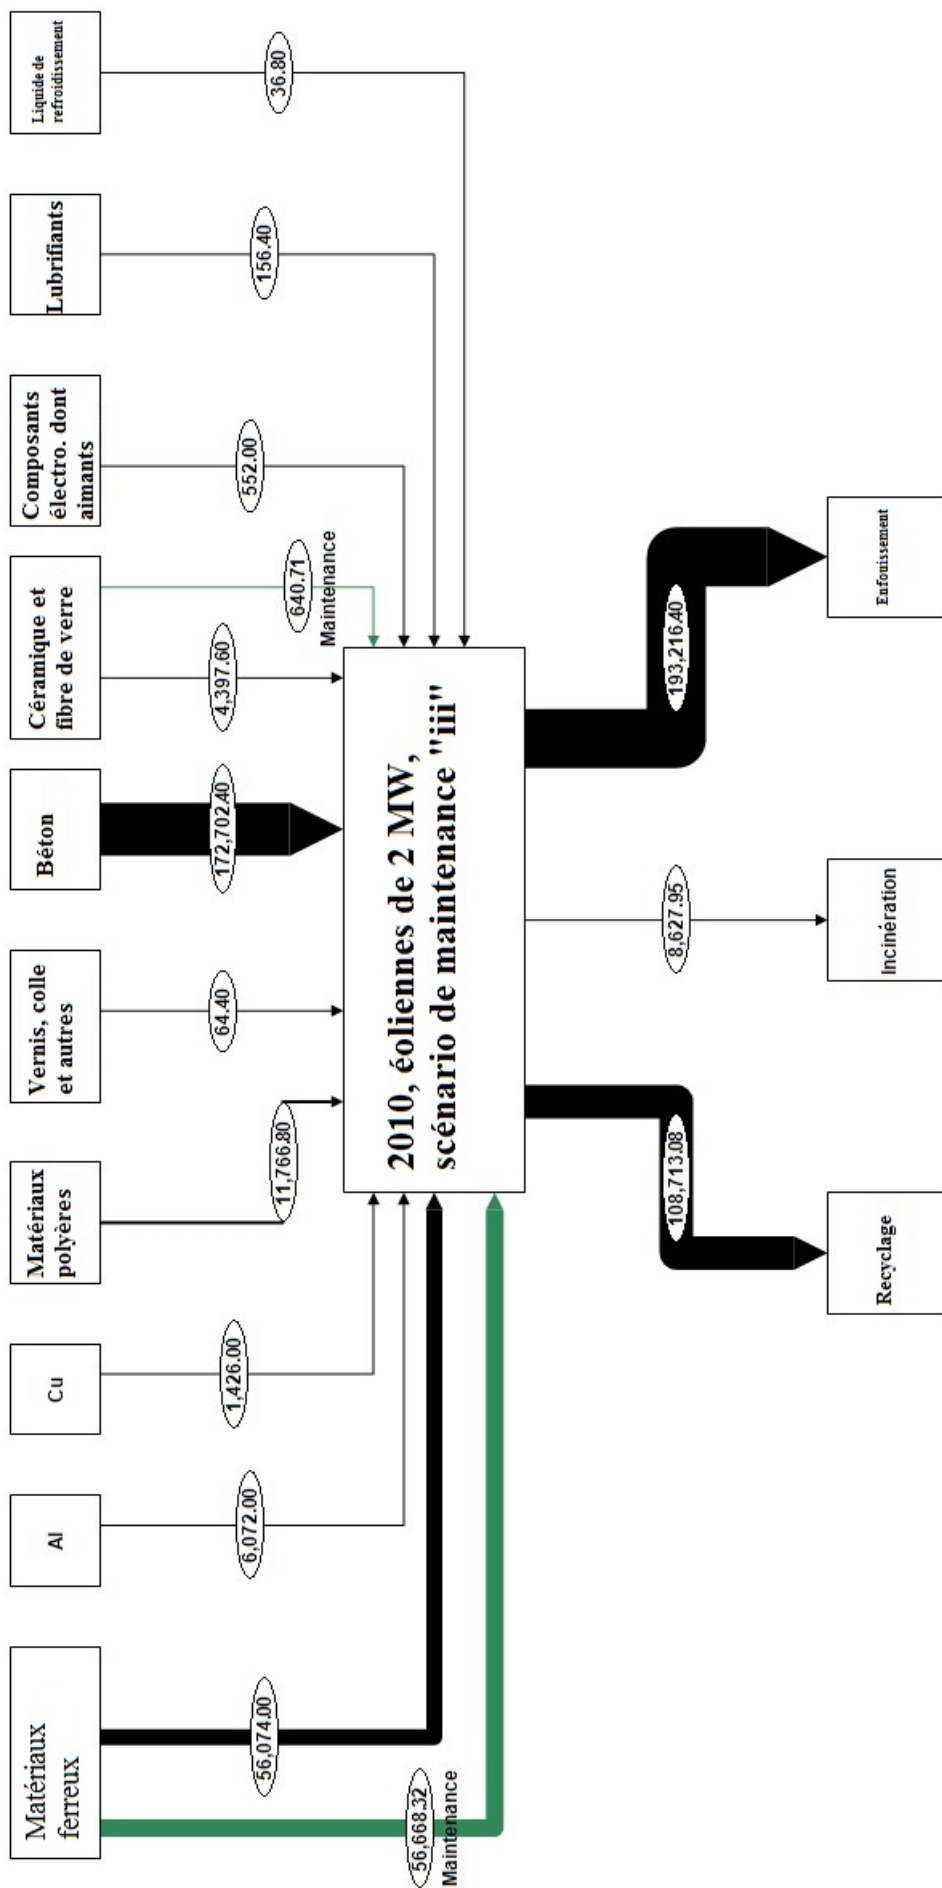 Matériaux
ferreux
Al
Cu
Matériaux
polyères
Vernis, colle
et autres
Béton
Céramique et
fibre de verre
Composants
électro. dont
aimants
Lubrifiants
Liquide de
refroidissement
56,668.32
Maintenance
56,074.00
6,072.00
1,426.00
11,766.80
64.40
172,702.40
4,397.60
640.71
Maintenance
552.00
156.40
36.80
2010, éoliennes de 2 MW,
scénario de maintenance "iii"
108,713.08
8,627.95
193,216.40
Recyclage
Incinération
Enfouissement